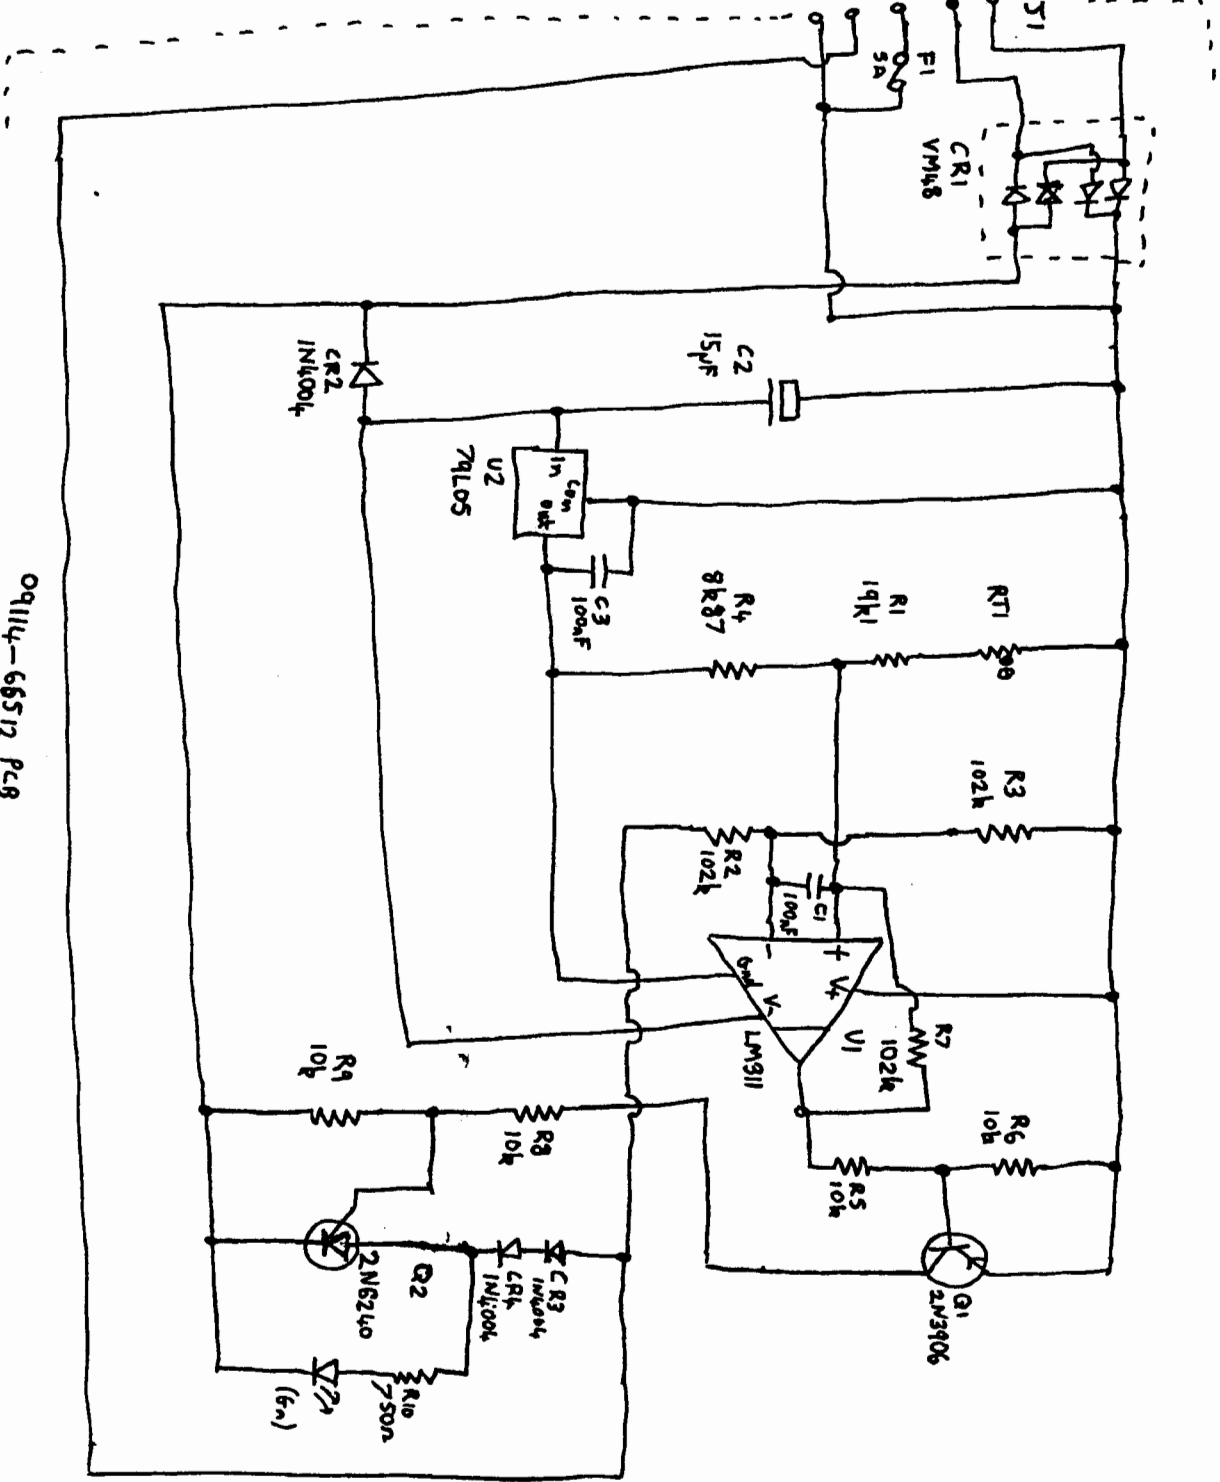 J1
F1
5A
CR1
VM48
CR2
1N4004
C2
15µF
U2
79L05
In
Com
Out
C3
100nF
RT1
θ
R1
19k1
R4
8k87
R3
102k
R2
102k
C1
100nF
+
-
V+
V-
Gnd
U1
LM311
R7
102k
R6
10k
R5
10k
Q1
2N3906
R8
10k
R9
10k
Q2
2N6240
CR3
1N4004
CR4
1N4004
R10
750Ω
(Gn)
09114-66512 PCB